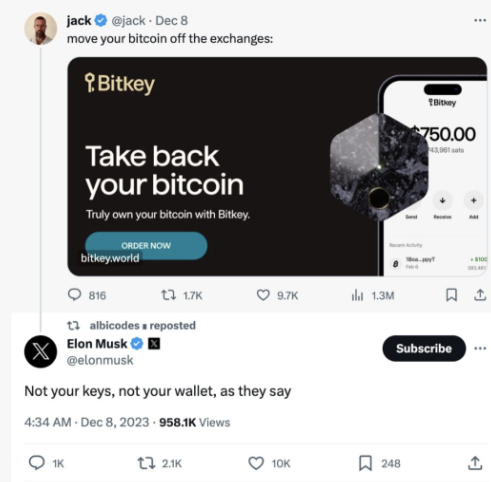 jack @jack · Dec 8
move your bitcoin off the exchanges:
Bitkey
Take back
your bitcoin
Truly own your bitcoin with Bitkey.
ORDER NOW
bitkey.world
Bitkey
$750.00
Send Receive Add
Recent Activity
Feb 6
816 1.7K 9.7K 1.3M
albicodes reposted
Elon Musk X
@elonmusk
Subscribe
Not your keys, not your wallet, as they say
4:34 AM · Dec 8, 2023 · 958.1K Views
1K 2.1K 10K 248